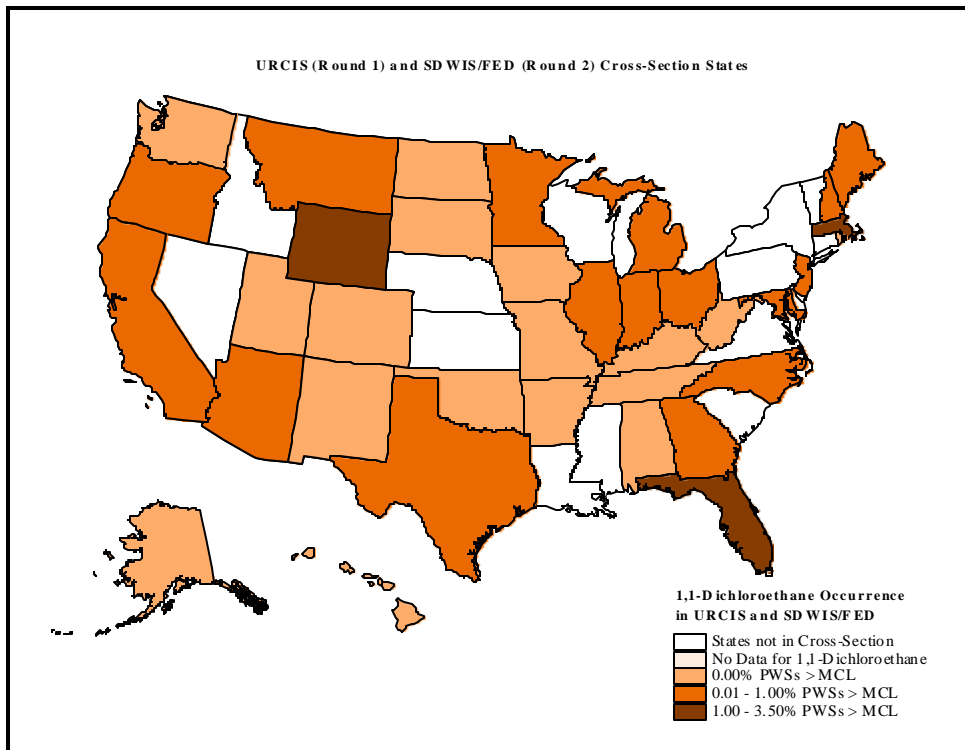 URCIS (Round 1) and SDWIS/FED (Round 2) Cross-Section States
1,1-Dichloroethane Occurrence
in URCIS and SDWIS/FED
States not in Cross-Section
No Data for 1,1-Dichloroethane
0.00% PWSs > MCL
0.01 - 1.00% PWSs > MCL
1.00 - 3.50% PWSs > MCL